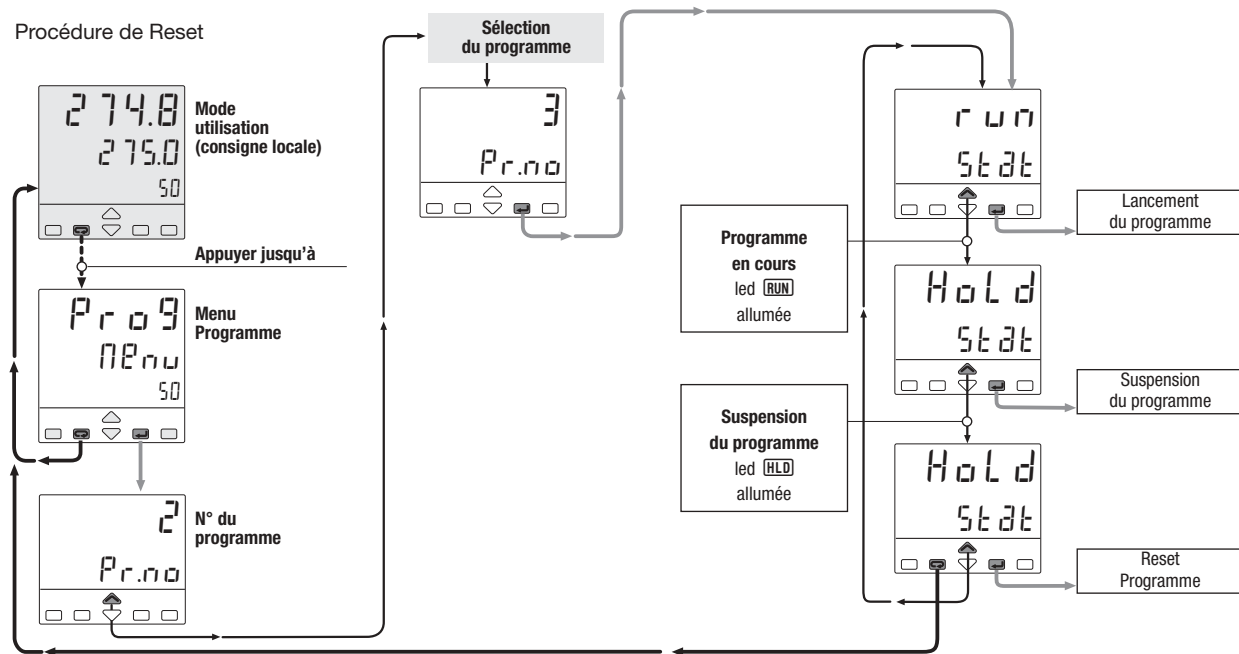 Procédure de Reset
274.8
275.0
50
Mode
utilisation
(consigne locale)
Appuyer jusqu'à
Prog
MEnu
50
Menu
Programme
2
Pr.no
N° du
programme
Sélection
du programme
3
Pr.no
Programme
en cours
led RUN
allumée
Suspension
du programme
led HLD
allumée
run
Stat
Lancement
du programme
HoLd
Stat
Suspension
du programme
HoLd
Stat
Reset
Programme